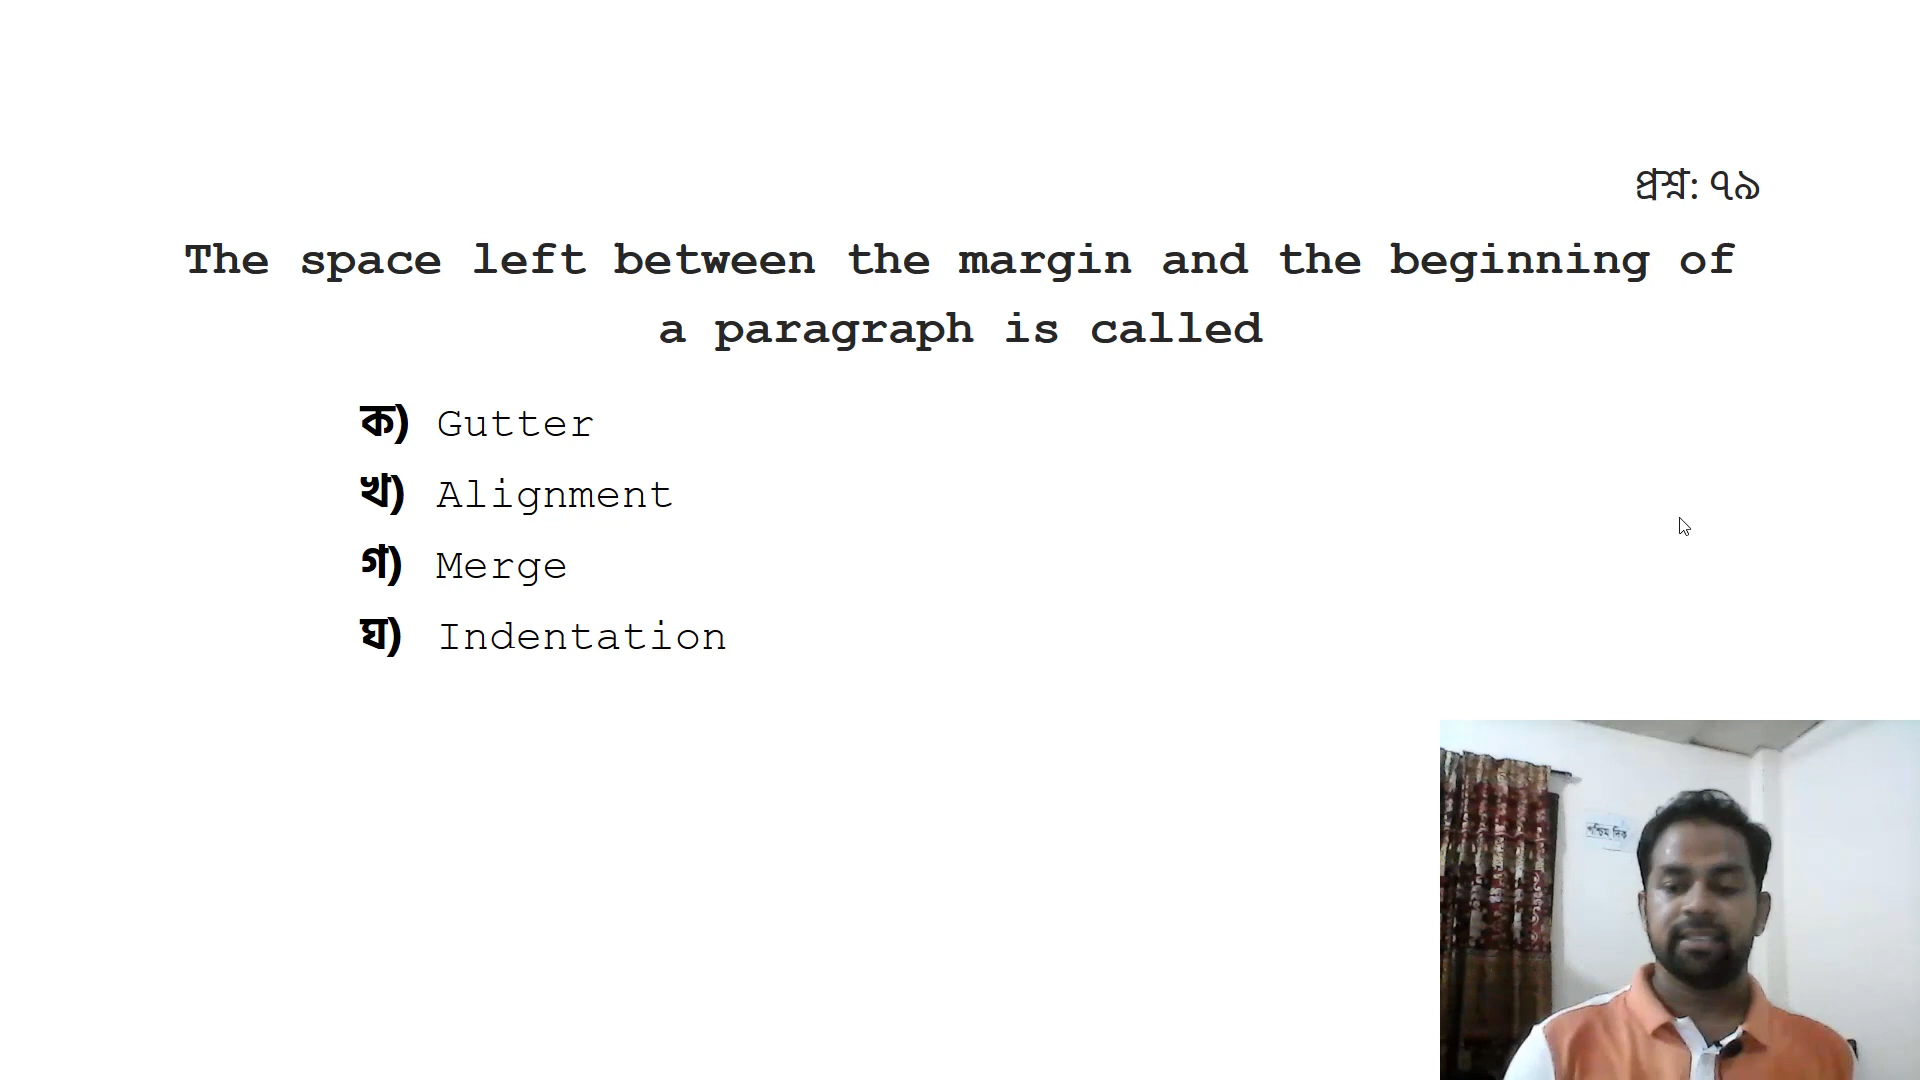 প্রশ্ন: ৭৯
The space left between the margin and the beginning of
a paragraph is called
ক) Gutter
খ) Alignment
গ) Merge
ঘ) Indentation
পশ্চিম দিক